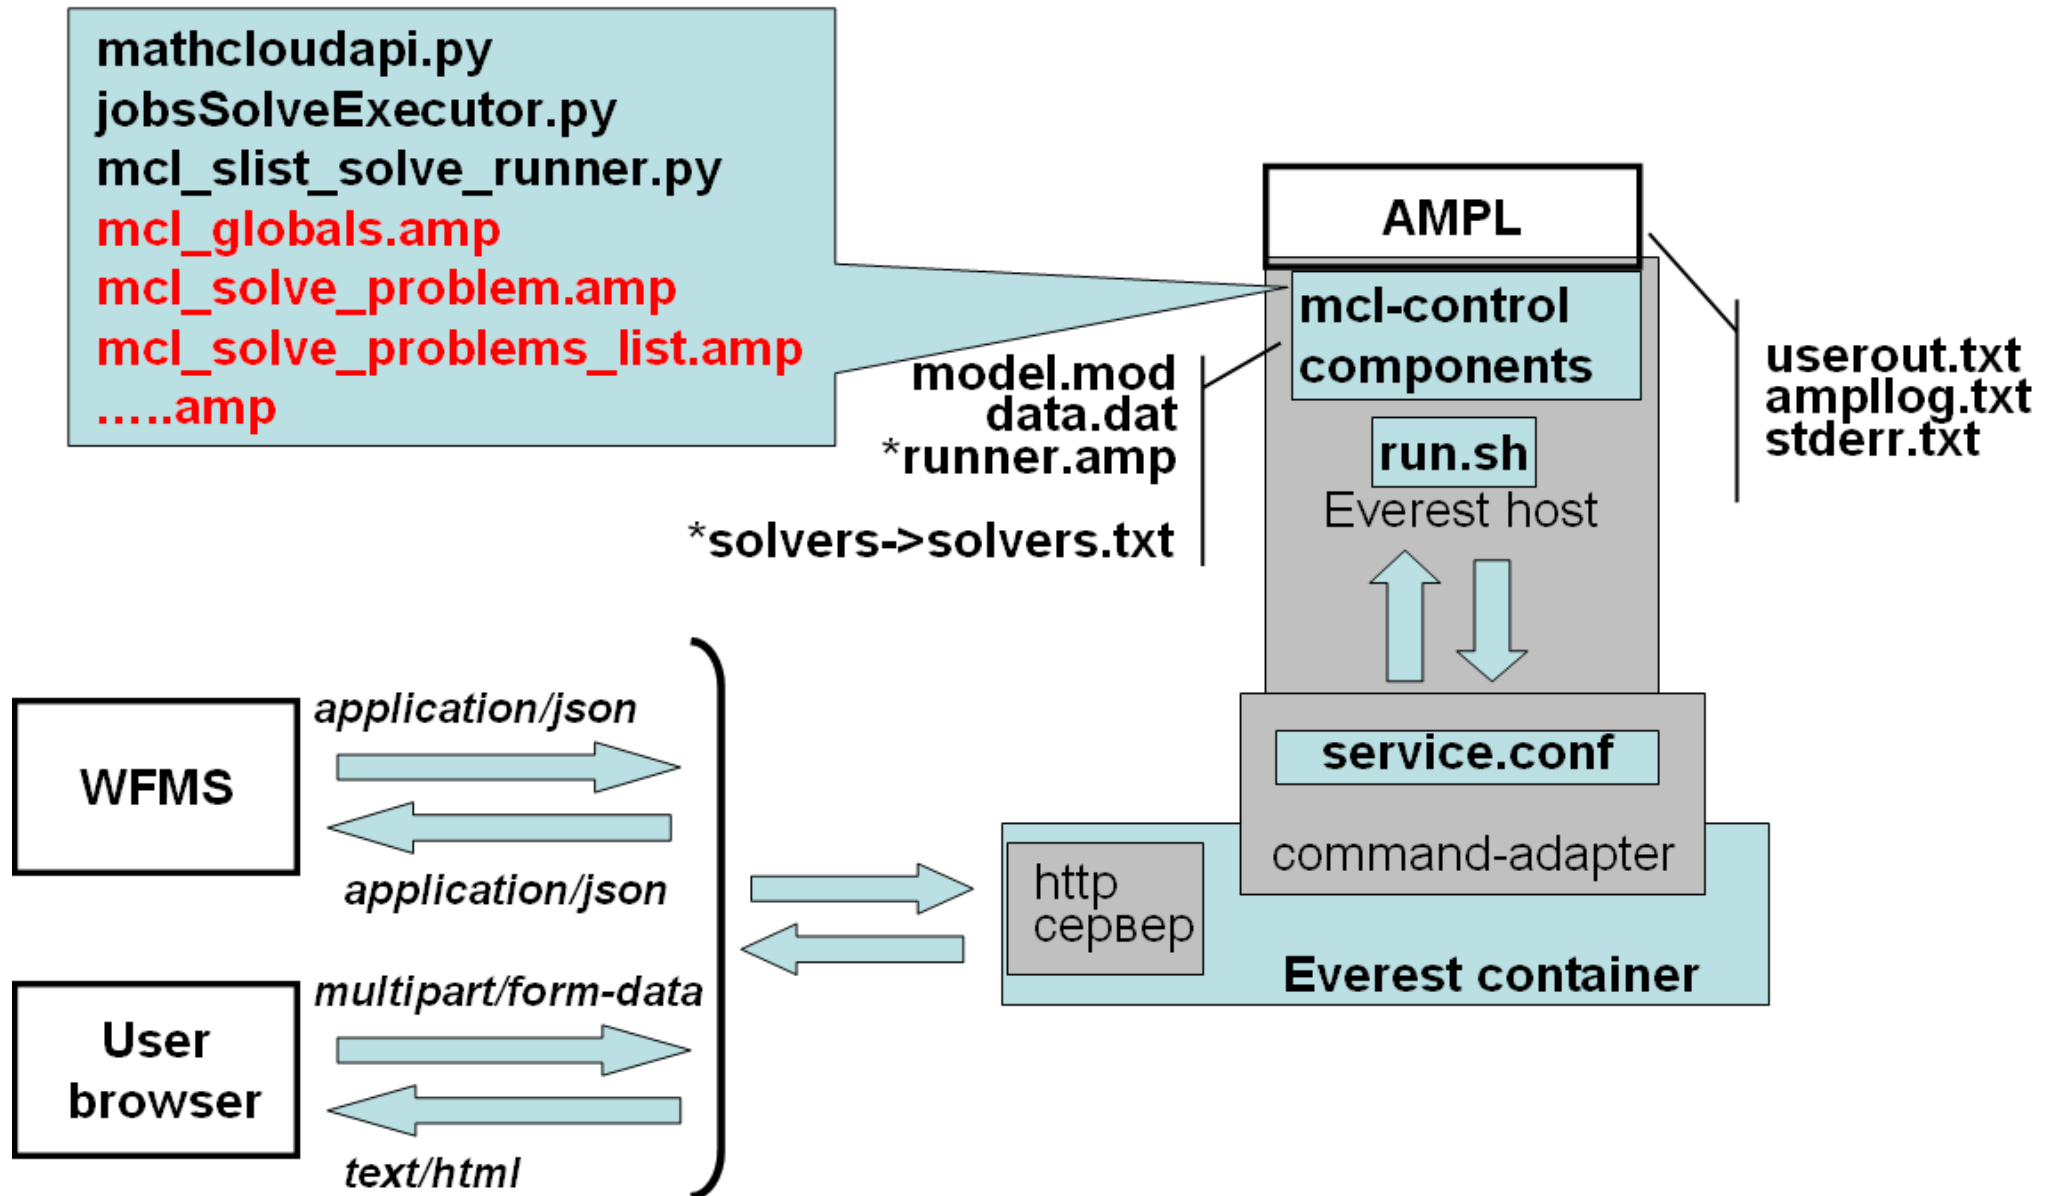 mathcloudapi.py
jobsSolveExecutor.py
mcl_slist_solve_runner.py
mcl_globals.amp
mcl_solve_problem.amp
mcl_solve_problems_list.amp
.....amp
AMPL
mcl-control
components
model.mod
data.dat
*runner.amp
*solvers->solvers.txt
userout.txt
ampllog.txt
stderr.txt
run.sh
Everest host
WFMS
application/json
application/json
User
browser
multipart/form-data
text/html
service.conf
command-adapter
http
сервер
Everest container